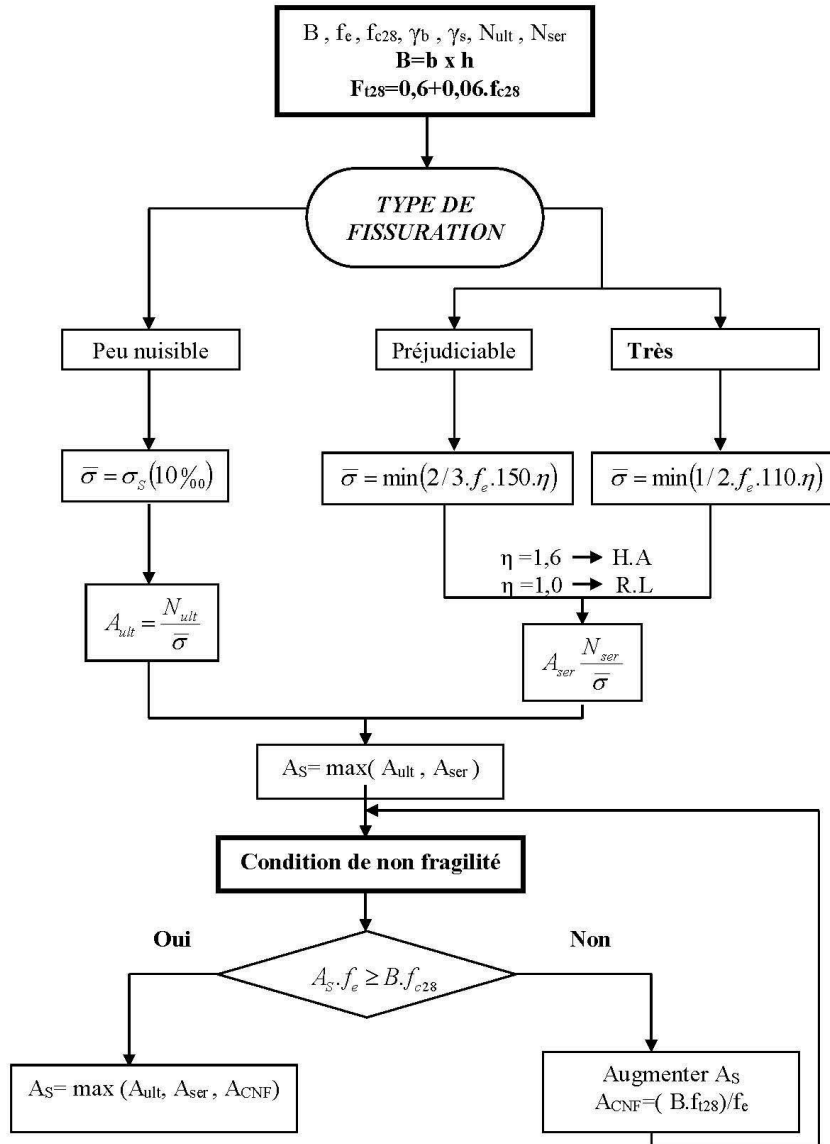 B , fe , fc28, γb , γs, Nult , Nser
B=b x h
Ft28=0,6+0,06.fc28
TYPE DE
FISSURATION
Peu nuisible
Préjudiciable
Très
σ̅ = σS(10‰0)
σ̅ = min(2/3.fe.150.η)
σ̅ = min(1/2.fe.110.η)
η =1,6 → H.A
η =1,0 → R.L
Ault = Nult / σ̅
Aser Nser / σ̅
AS= max( Ault , Aser )
Condition de non fragilité
Oui
Non
AS.fe ≥ B.fc28
AS= max (Ault, Aser , ACNF)
Augmenter AS
ACNF=( B.ft28)/fe